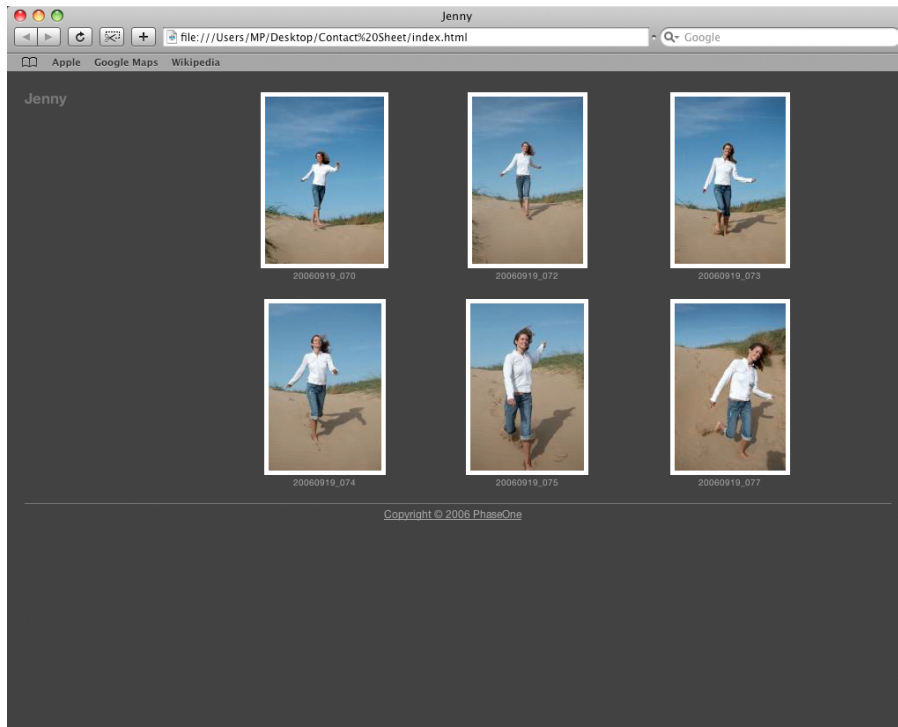 Jenny
file:///Users/MP/Desktop/Contact%20Sheet/index.html
Google
Apple Google Maps Wikipedia
Jenny
20060919_070 20060919_072 20060919_073
20060919_074 20060919_075 20060919_077
Copyright © 2006 PhaseOne